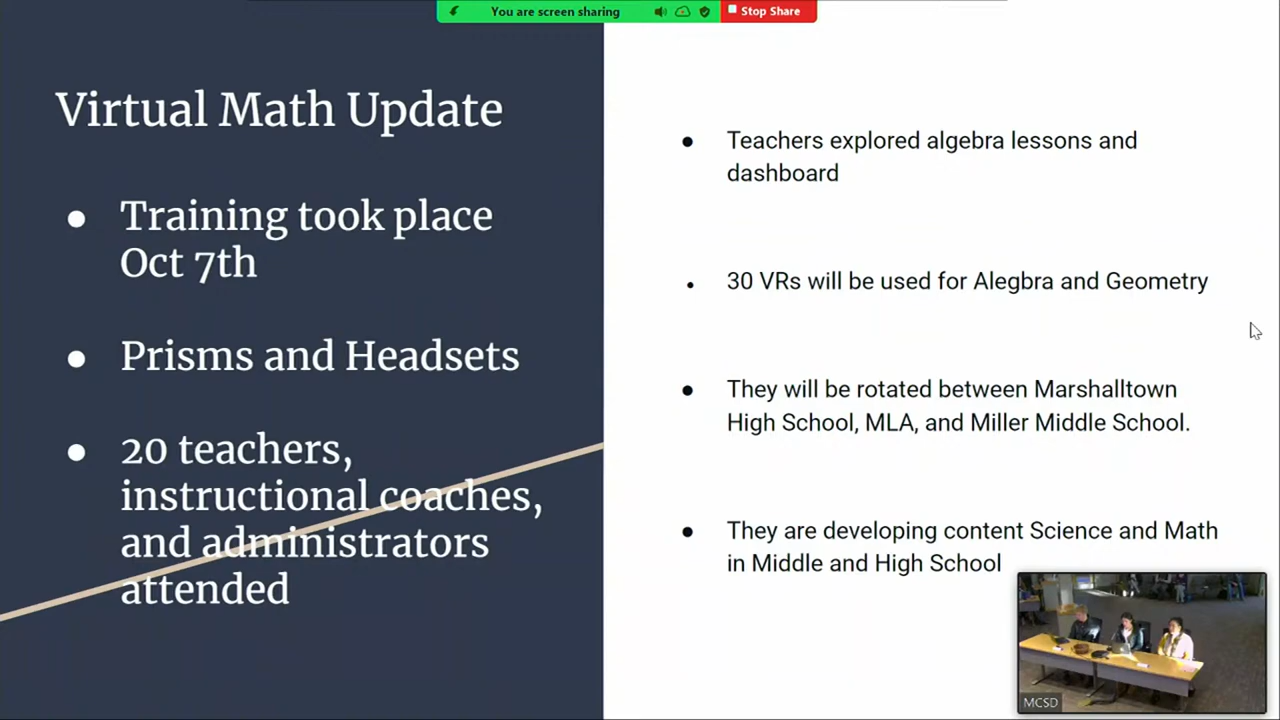 You are screen sharing
Stop Share
Virtual Math Update
● Training took place
Oct 7th
● Prisms and Headsets
● 20 teachers,
instructional coaches,
and administrators
attended
● Teachers explored algebra lessons and
dashboard
● 30 VRs will be used for Alegbra and Geometry
● They will be rotated between Marshalltown
High School, MLA, and Miller Middle School.
● They are developing content Science and Math
in Middle and High School
MCSD